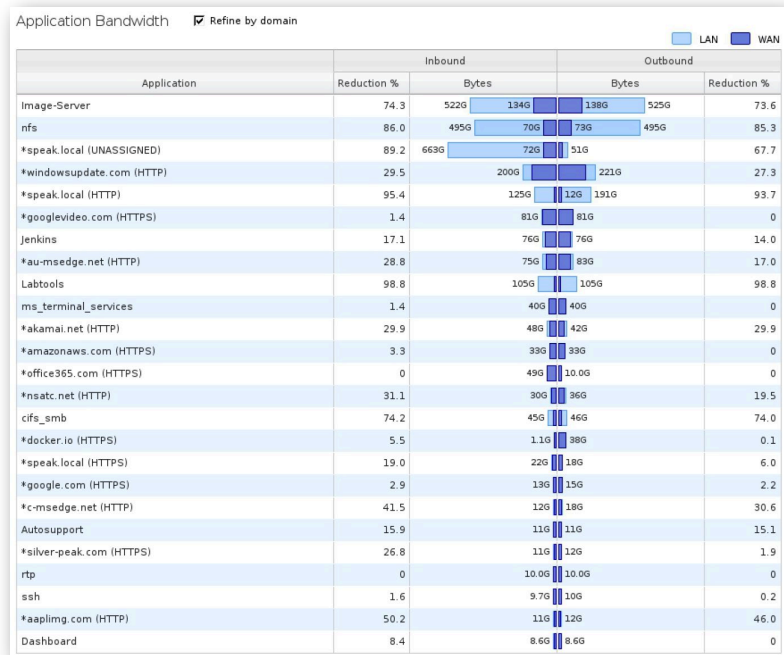 Application Bandwidth Refine by domain
LAN WAN
Inbound Outbound
Application Reduction % Bytes Bytes Reduction %
Image-Server 74.3 522G 134G 138G 525G 73.6
nfs 86.0 495G 70G 73G 495G 85.3
*speak.local (UNASSIGNED) 89.2 663G 72G 51G 67.7
*windowsupdate.com (HTTP) 29.5 200G 221G 27.3
*speak.local (HTTP) 95.4 125G 12G 191G 93.7
*googlevideo.com (HTTPS) 1.4 81G 81G 0
Jenkins 17.1 76G 76G 14.0
*au-msedge.net (HTTP) 28.8 75G 83G 17.0
Labtools 98.8 105G 105G 98.8
ms_terminal_services 1.4 40G 40G 0
*akamai.net (HTTP) 29.9 48G 42G 29.9
*amazonaws.com (HTTPS) 3.3 33G 33G 0
*office365.com (HTTPS) 0 49G 10.0G 0
*nsatc.net (HTTP) 31.1 30G 36G 19.5
cifs_smb 74.2 45G 46G 74.0
*docker.io (HTTPS) 5.5 1.1G 38G 0.1
*speak.local (HTTPS) 19.0 22G 18G 6.0
*google.com (HTTPS) 2.9 13G 15G 2.2
*c-msedge.net (HTTP) 41.5 12G 18G 30.6
Autosupport 15.9 11G 11G 15.1
*silver-peak.com (HTTPS) 26.8 11G 12G 1.9
rtp 0 10.0G 10.0G 0
ssh 1.6 9.7G 10G 0.2
*aaplimg.com (HTTP) 50.2 11G 12G 46.0
Dashboard 8.4 8.6G 8.6G 0